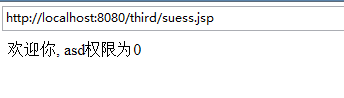 http://localhost:8080/third/suess.jsp
欢迎你, asd权限为0